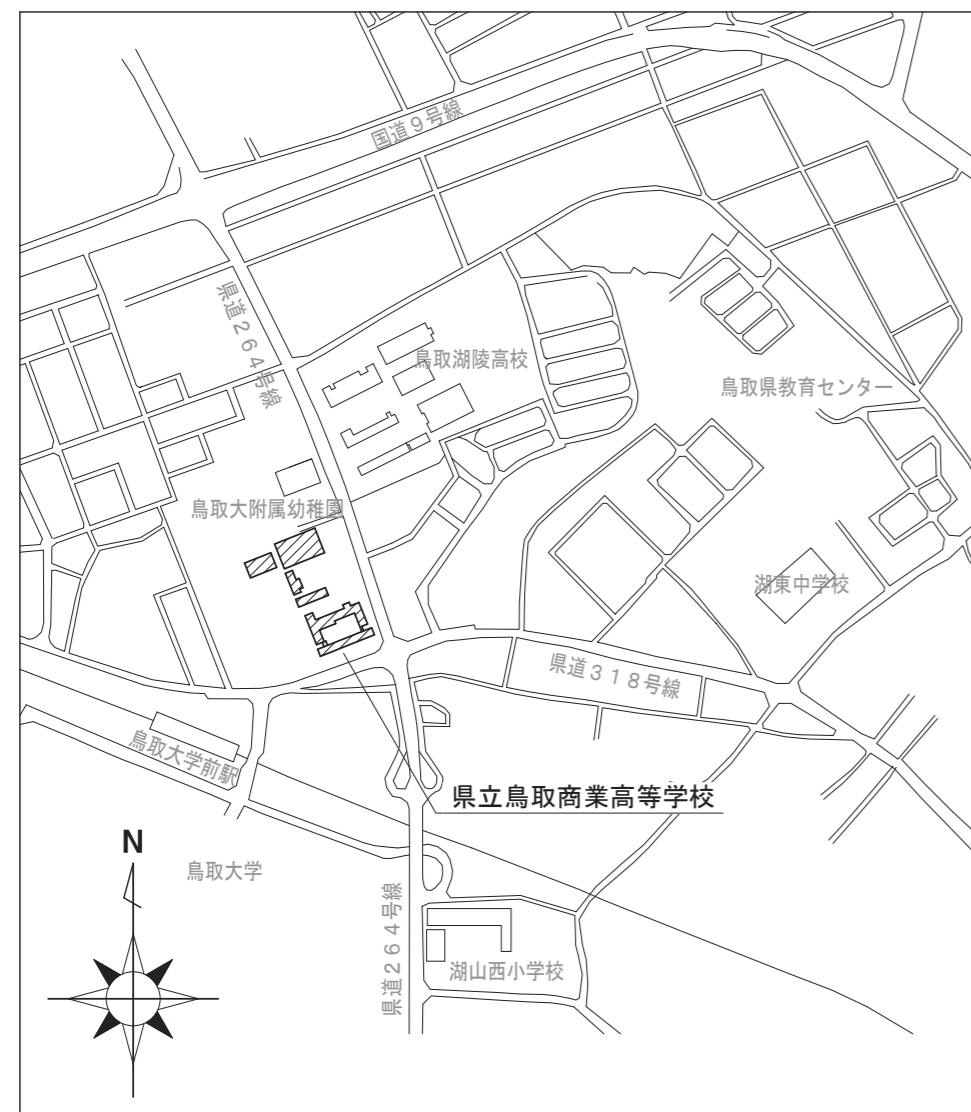 国道９号線
県道２６４号線
鳥取湖陵高校
鳥取県教育センター
鳥取大附属幼稚園
湖東中学校
県道３１８号線
鳥取大学前駅
県立鳥取商業高等学校
N
鳥取大学
県道２６４号線
湖山西小学校